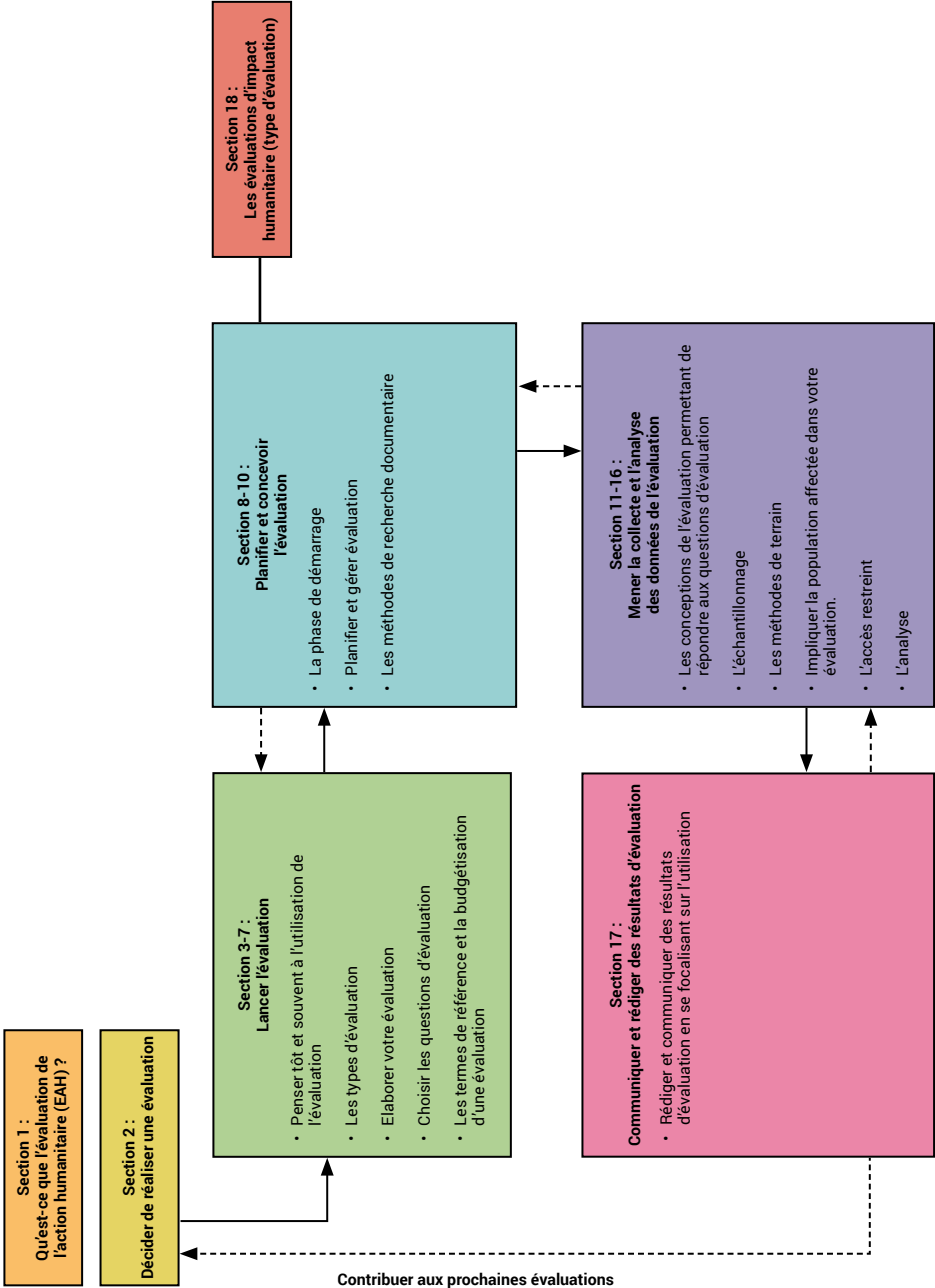 Section 1 :
Qu'est-ce que l'évaluation de
l'action humanitaire (EAH) ?
Section 2 :
Décider de réaliser une évaluation
Section 3-7 :
Lancer l'évaluation
• Penser tôt et souvent à l'utilisation de
l'évaluation
• Les types d'évaluation
• Elaborer votre évaluation
• Choisir les questions d'évaluation
• Les termes de référence et la budgétisation
d'une évaluation
Section 8-10 :
Planifier et concevoir
l'évaluation
• La phase de démarrage
• Planifier et gérer évaluation
• Les méthodes de recherche documentaire
Section 18 :
Les évaluations d'impact
humanitaire (type d'évaluation)
Section 11-16 :
Mener la collecte et l'analyse
des données de l'évaluation
• Les conceptions de l'évaluation permettant de
répondre aux questions d'évaluation
• L'échantillonnage
• Les méthodes de terrain
• Impliquer la population affectée dans votre
évaluation.
• L'accès restreint
• L'analyse
Section 17 :
Communiquer et rédiger des résultats d'évaluation
• Rédiger et communiquer des résultats
d'évaluation en se focalisant sur l'utilisation
Contribuer aux prochaines évaluations